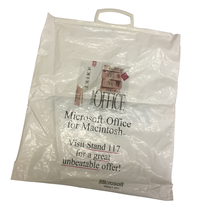 OFFICE
Microsoft Office
for Macintosh.
Visit Stand 117
for a great
unbeatable offer!
Microsoft